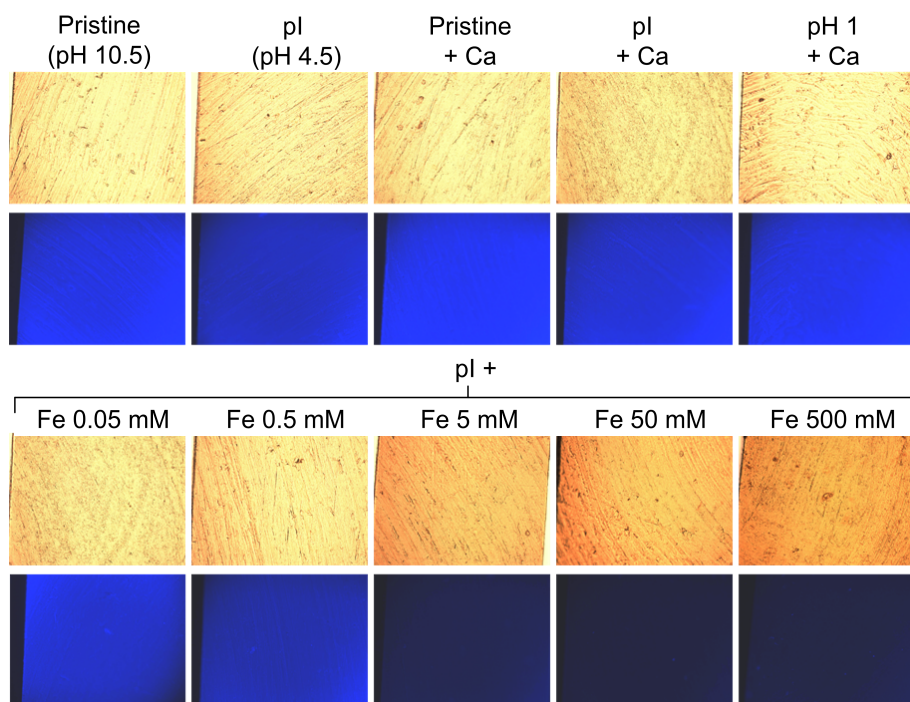 Pristine
(pH 10.5)
pI
(pH 4.5)
Pristine
+ Ca
pI
+ Ca
pH 1
+ Ca
pI +
Fe 0.05 mM
Fe 0.5 mM
Fe 5 mM
Fe 50 mM
Fe 500 mM